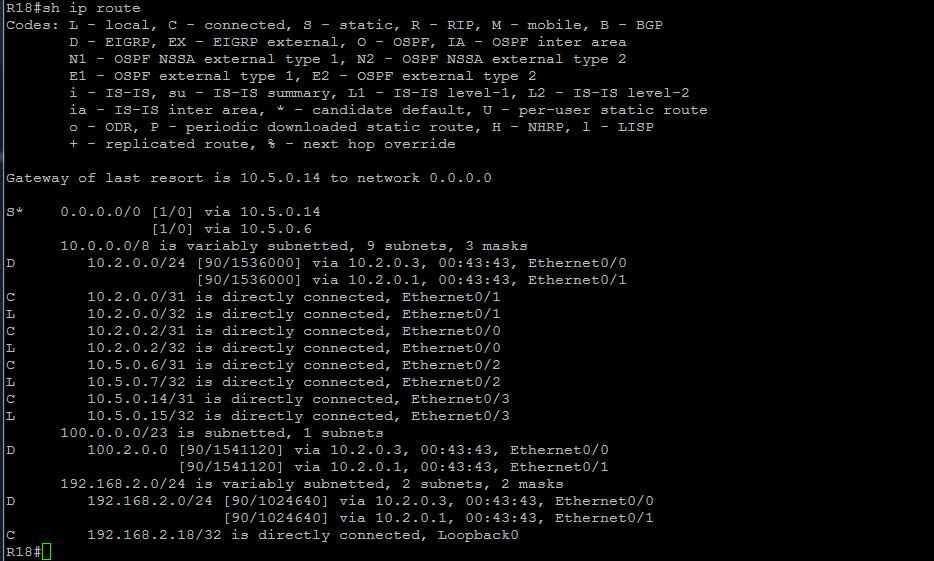 R18#sh ip route
Codes: L - local, C - connected, S - static, R - RIP, M - mobile, B - BGP
       D - EIGRP, EX - EIGRP external, O - OSPF, IA - OSPF inter area
       N1 - OSPF NSSA external type 1, N2 - OSPF NSSA external type 2
       E1 - OSPF external type 1, E2 - OSPF external type 2
       i - IS-IS, su - IS-IS summary, L1 - IS-IS level-1, L2 - IS-IS level-2
       ia - IS-IS inter area, * - candidate default, U - per-user static route
       o - ODR, P - periodic downloaded static route, H - NHRP, l - LISP
       + - replicated route, % - next hop override
Gateway of last resort is 10.5.0.14 to network 0.0.0.0
S*    0.0.0.0/0 [1/0] via 10.5.0.14
                [1/0] via 10.5.0.6
      10.0.0.0/8 is variably subnetted, 9 subnets, 3 masks
D        10.2.0.0/24 [90/1536000] via 10.2.0.3, 00:43:43, Ethernet0/0
                     [90/1536000] via 10.2.0.1, 00:43:43, Ethernet0/1
C        10.2.0.0/31 is directly connected, Ethernet0/1
L        10.2.0.0/32 is directly connected, Ethernet0/1
C        10.2.0.2/31 is directly connected, Ethernet0/0
L        10.2.0.2/32 is directly connected, Ethernet0/0
C        10.5.0.6/31 is directly connected, Ethernet0/2
L        10.5.0.7/32 is directly connected, Ethernet0/2
C        10.5.0.14/31 is directly connected, Ethernet0/3
L        10.5.0.15/32 is directly connected, Ethernet0/3
      100.0.0.0/23 is subnetted, 1 subnets
D        100.2.0.0 [90/1541120] via 10.2.0.3, 00:43:43, Ethernet0/0
                   [90/1541120] via 10.2.0.1, 00:43:43, Ethernet0/1
      192.168.2.0/24 is variably subnetted, 2 subnets, 2 masks
D        192.168.2.0/24 [90/1024640] via 10.2.0.3, 00:43:43, Ethernet0/0
                        [90/1024640] via 10.2.0.1, 00:43:43, Ethernet0/1
C        192.168.2.18/32 is directly connected, Loopback0
R18#